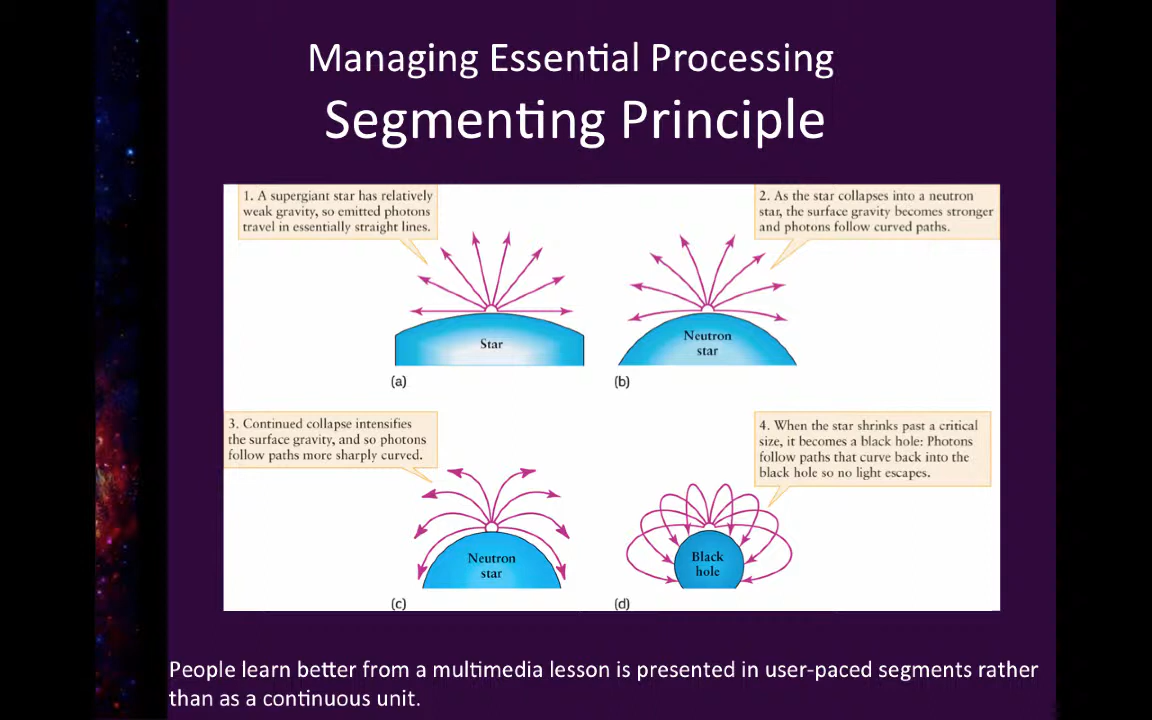 Managing Essential Processing
Segmenting Principle
1. A supergiant star has relatively
weak gravity, so emitted photons
travel in essentially straight lines.
2. As the star collapses into a neutron
star, the surface gravity becomes stronger
and photons follow curved paths.
Star
Neutron
star
(a)
(b)
3. Continued collapse intensifies
the surface gravity, and so photons
follow paths more sharply curved.
4. When the star shrinks past a critical
size, it becomes a black hole: Photons
follow paths that curve back into the
black hole so no light escapes.
Neutron
star
Black
hole
(c)
(d)
People learn better from a multimedia lesson is presented in user-paced segments rather
than as a continuous unit.